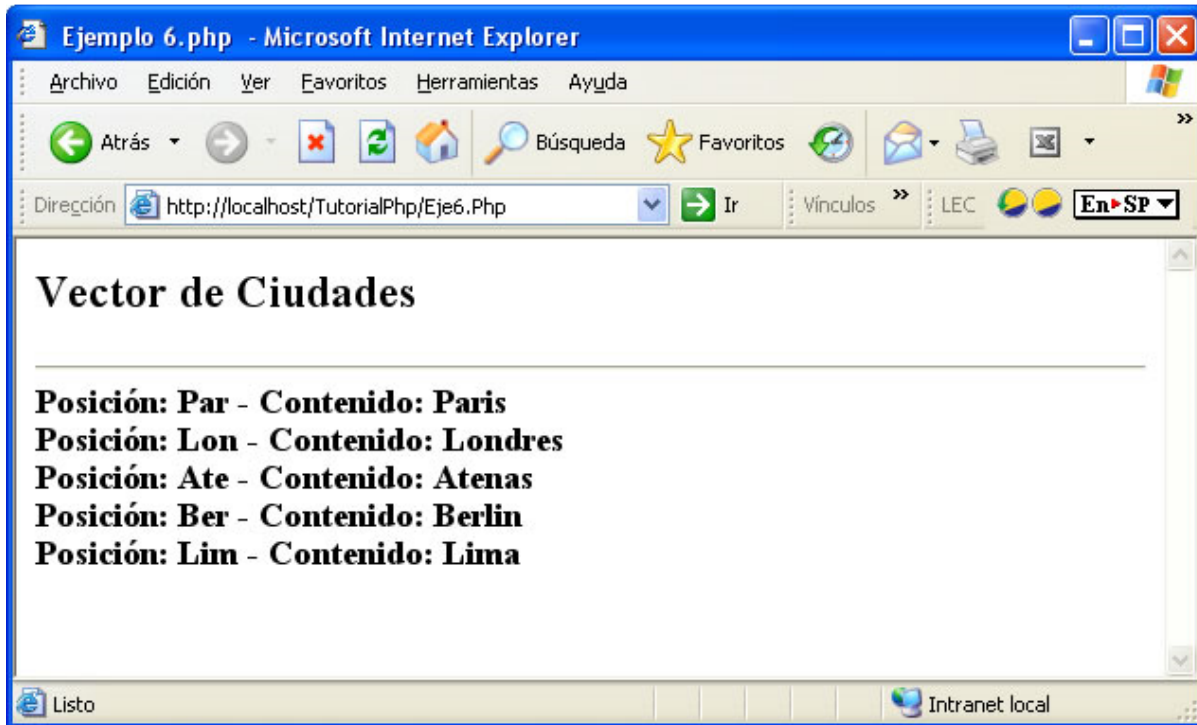 Ejemplo 6.php - Microsoft Internet Explorer
Archivo Edición Ver Favoritos Herramientas Ayuda
Atrás Búsqueda Favoritos »
Dirección http://localhost/TutorialPhp/Eje6.Php Ir Vínculos » LEC En▸SP
Vector de Ciudades
Posición: Par - Contenido: Paris
Posición: Lon - Contenido: Londres
Posición: Ate - Contenido: Atenas
Posición: Ber - Contenido: Berlin
Posición: Lim - Contenido: Lima
Listo Intranet local